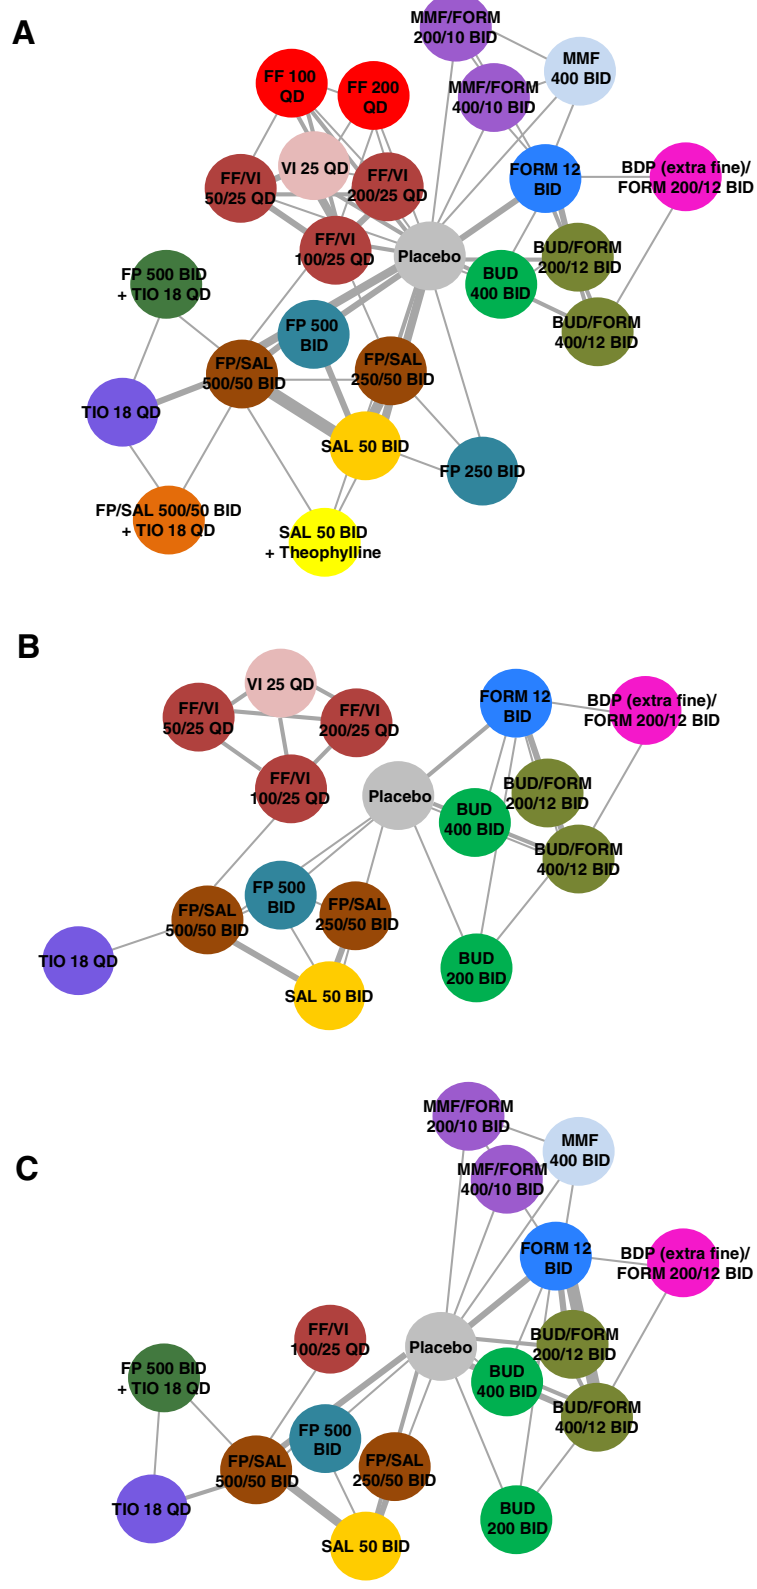 A
MMF/FORM
200/10 BID
MMF
400 BID
FF 100
QD
FF 200
QD
MMF/FORM
400/10 BID
VI 25 QD
FF/VI
50/25 QD
FF/VI
200/25 QD
FORM 12
BID
BDP (extra fine)/
FORM 200/12 BID
FF/VI
100/25 QD
Placebo
BUD/FORM
200/12 BID
FP 500 BID
+ TIO 18 QD
BUD
400 BID
FP 500
BID
BUD/FORM
400/12 BID
FP/SAL
500/50 BID
FP/SAL
250/50 BID
TIO 18 QD
SAL 50 BID
FP 250 BID
FP/SAL 500/50 BID
+ TIO 18 QD
SAL 50 BID
+ Theophylline
B
VI 25 QD
FF/VI
50/25 QD
FF/VI
200/25 QD
FORM 12
BID
BDP (extra fine)/
FORM 200/12 BID
FF/VI
100/25 QD
Placebo
BUD/FORM
200/12 BID
BUD
400 BID
BUD/FORM
400/12 BID
FP 500
BID
FP/SAL
500/50 BID
FP/SAL
250/50 BID
TIO 18 QD
SAL 50 BID
BUD
200 BID
C
MMF/FORM
200/10 BID
MMF
400 BID
MMF/FORM
400/10 BID
FORM 12
BID
BDP (extra fine)/
FORM 200/12 BID
FF/VI
100/25 QD
Placebo
BUD/FORM
200/12 BID
FP 500 BID
+ TIO 18 QD
BUD
400 BID
BUD/FORM
400/12 BID
FP 500
BID
FP/SAL
500/50 BID
FP/SAL
250/50 BID
TIO 18 QD
SAL 50 BID
BUD
200 BID